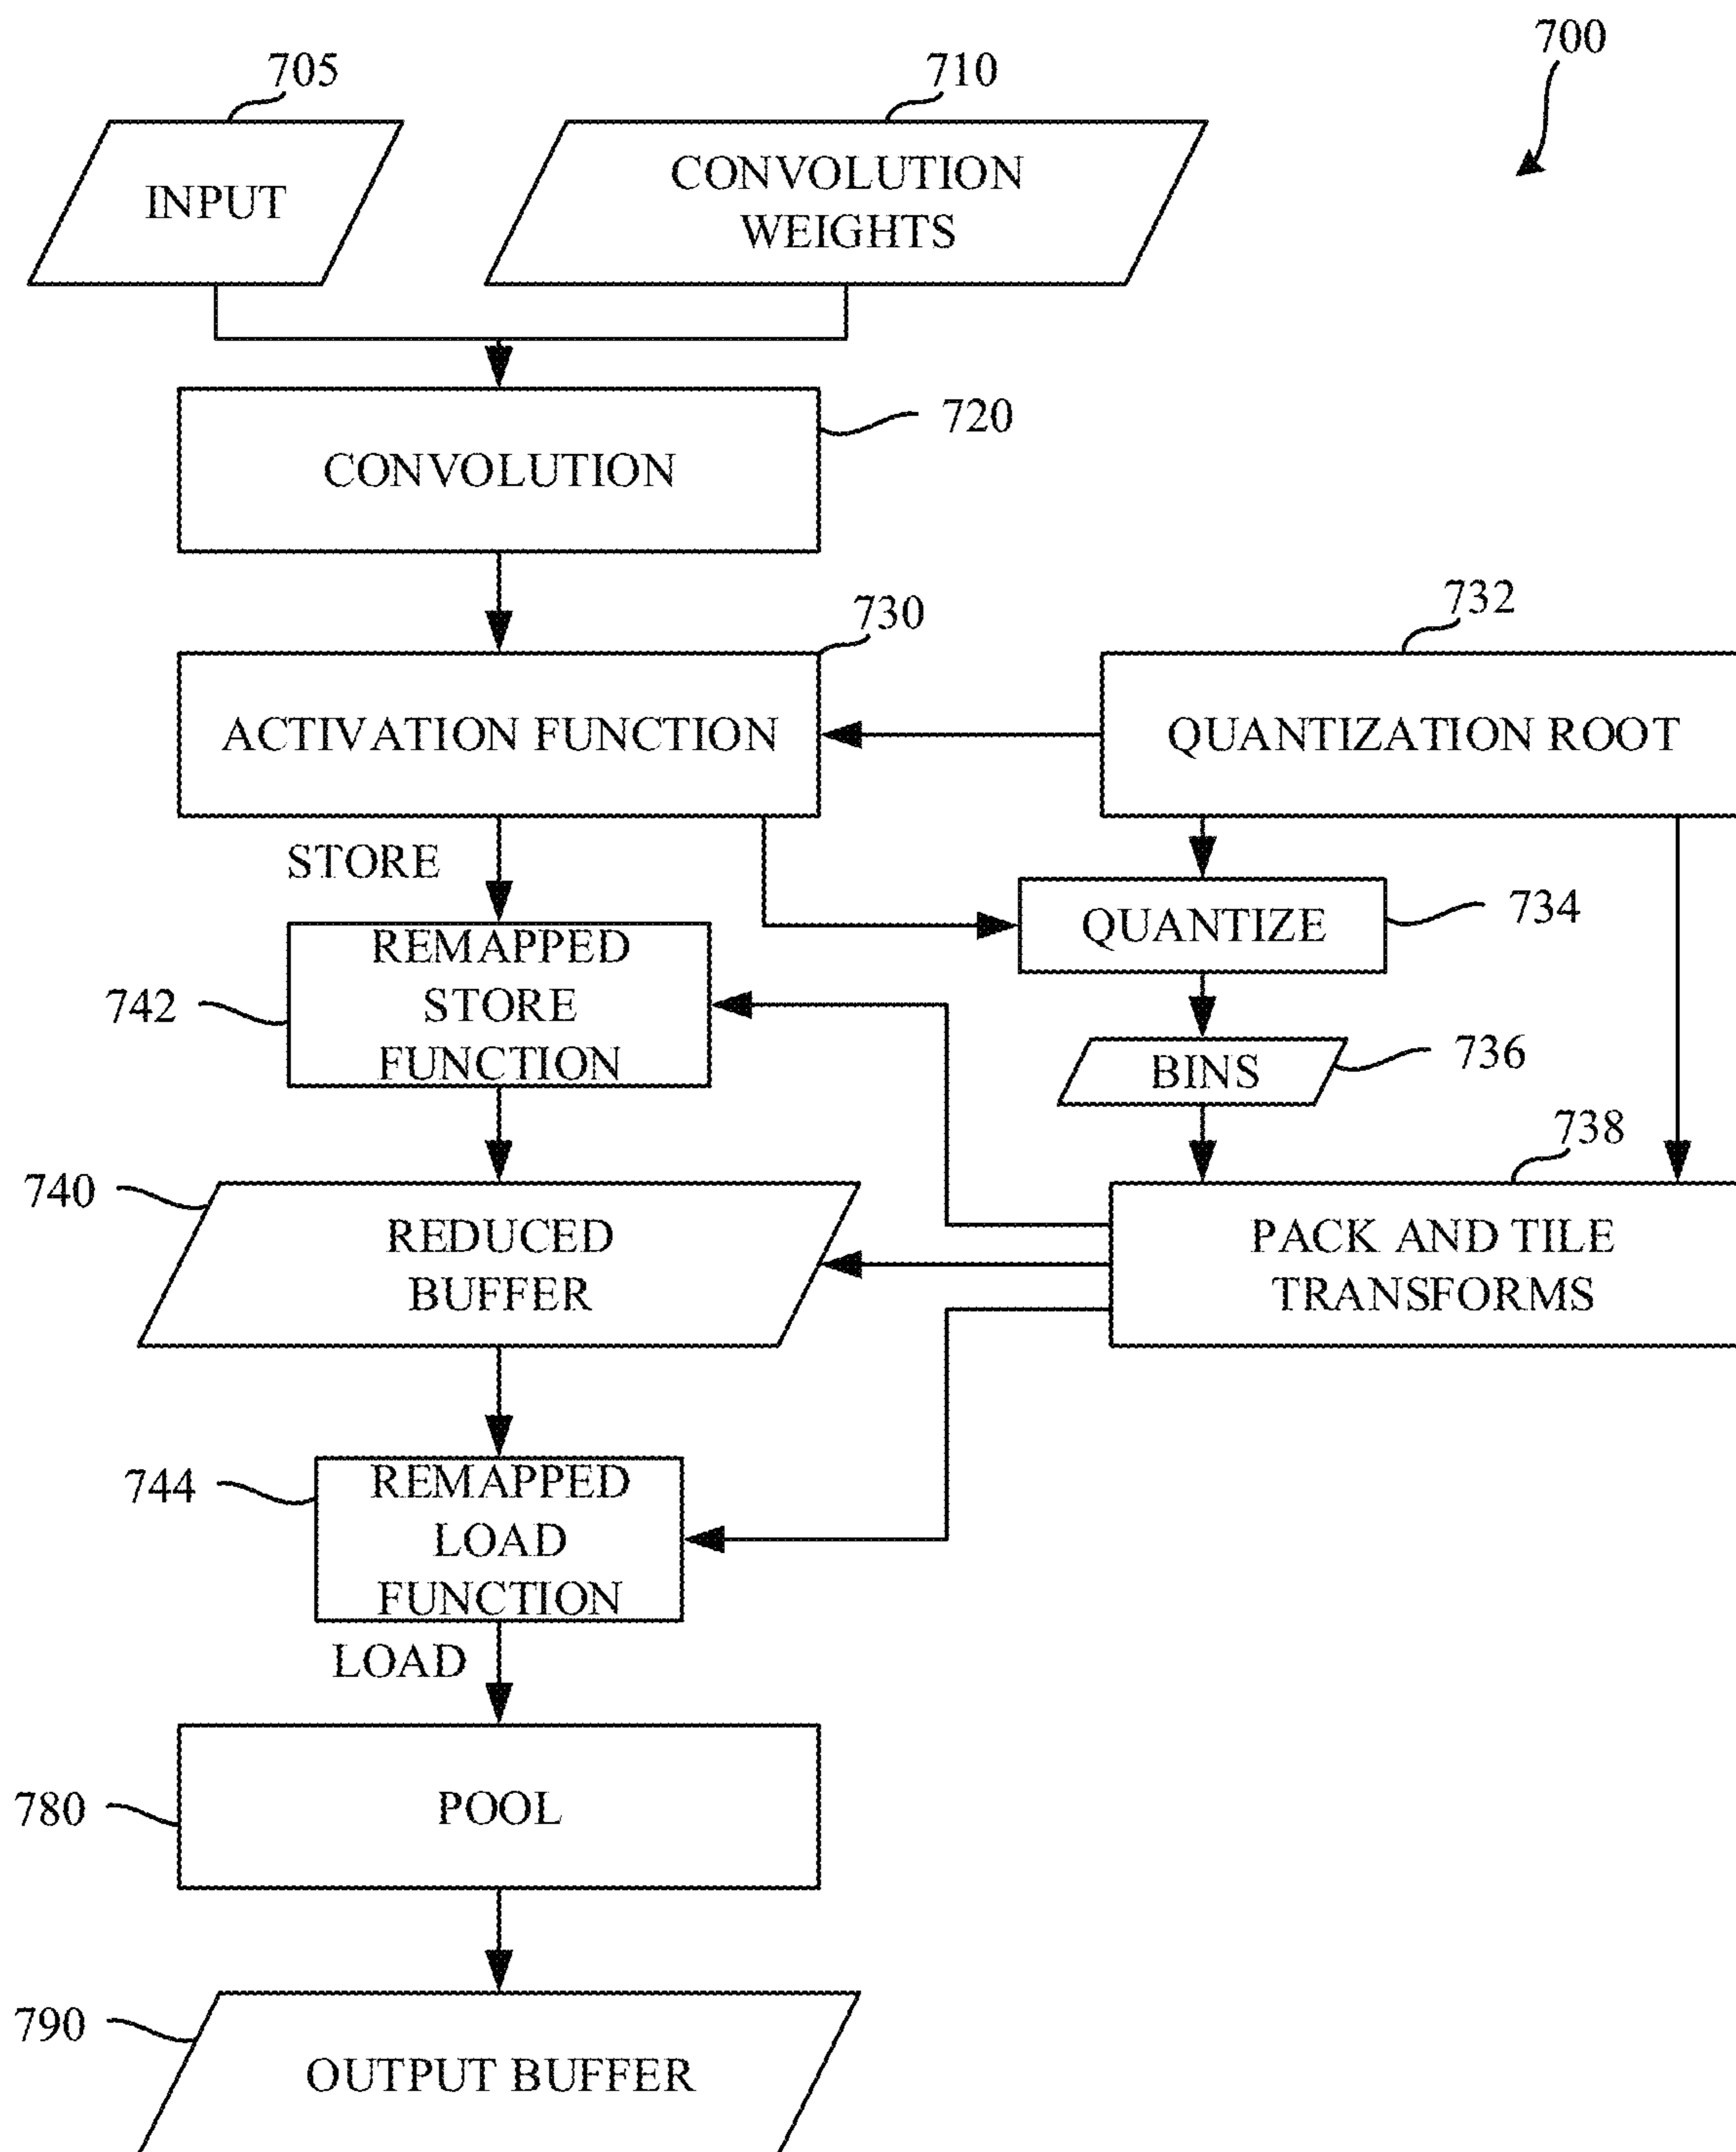 700
705
710
INPUT
CONVOLUTION
WEIGHTS
720
CONVOLUTION
730
732
ACTIVATION FUNCTION
QUANTIZATION ROOT
STORE
734
QUANTIZE
REMAPPED
STORE
FUNCTION
742
736
BINS
738
740
REDUCED
BUFFER
PACK AND TILE
TRANSFORMS
744
REMAPPED
LOAD
FUNCTION
LOAD
780
POOL
790
OUTPUT BUFFER